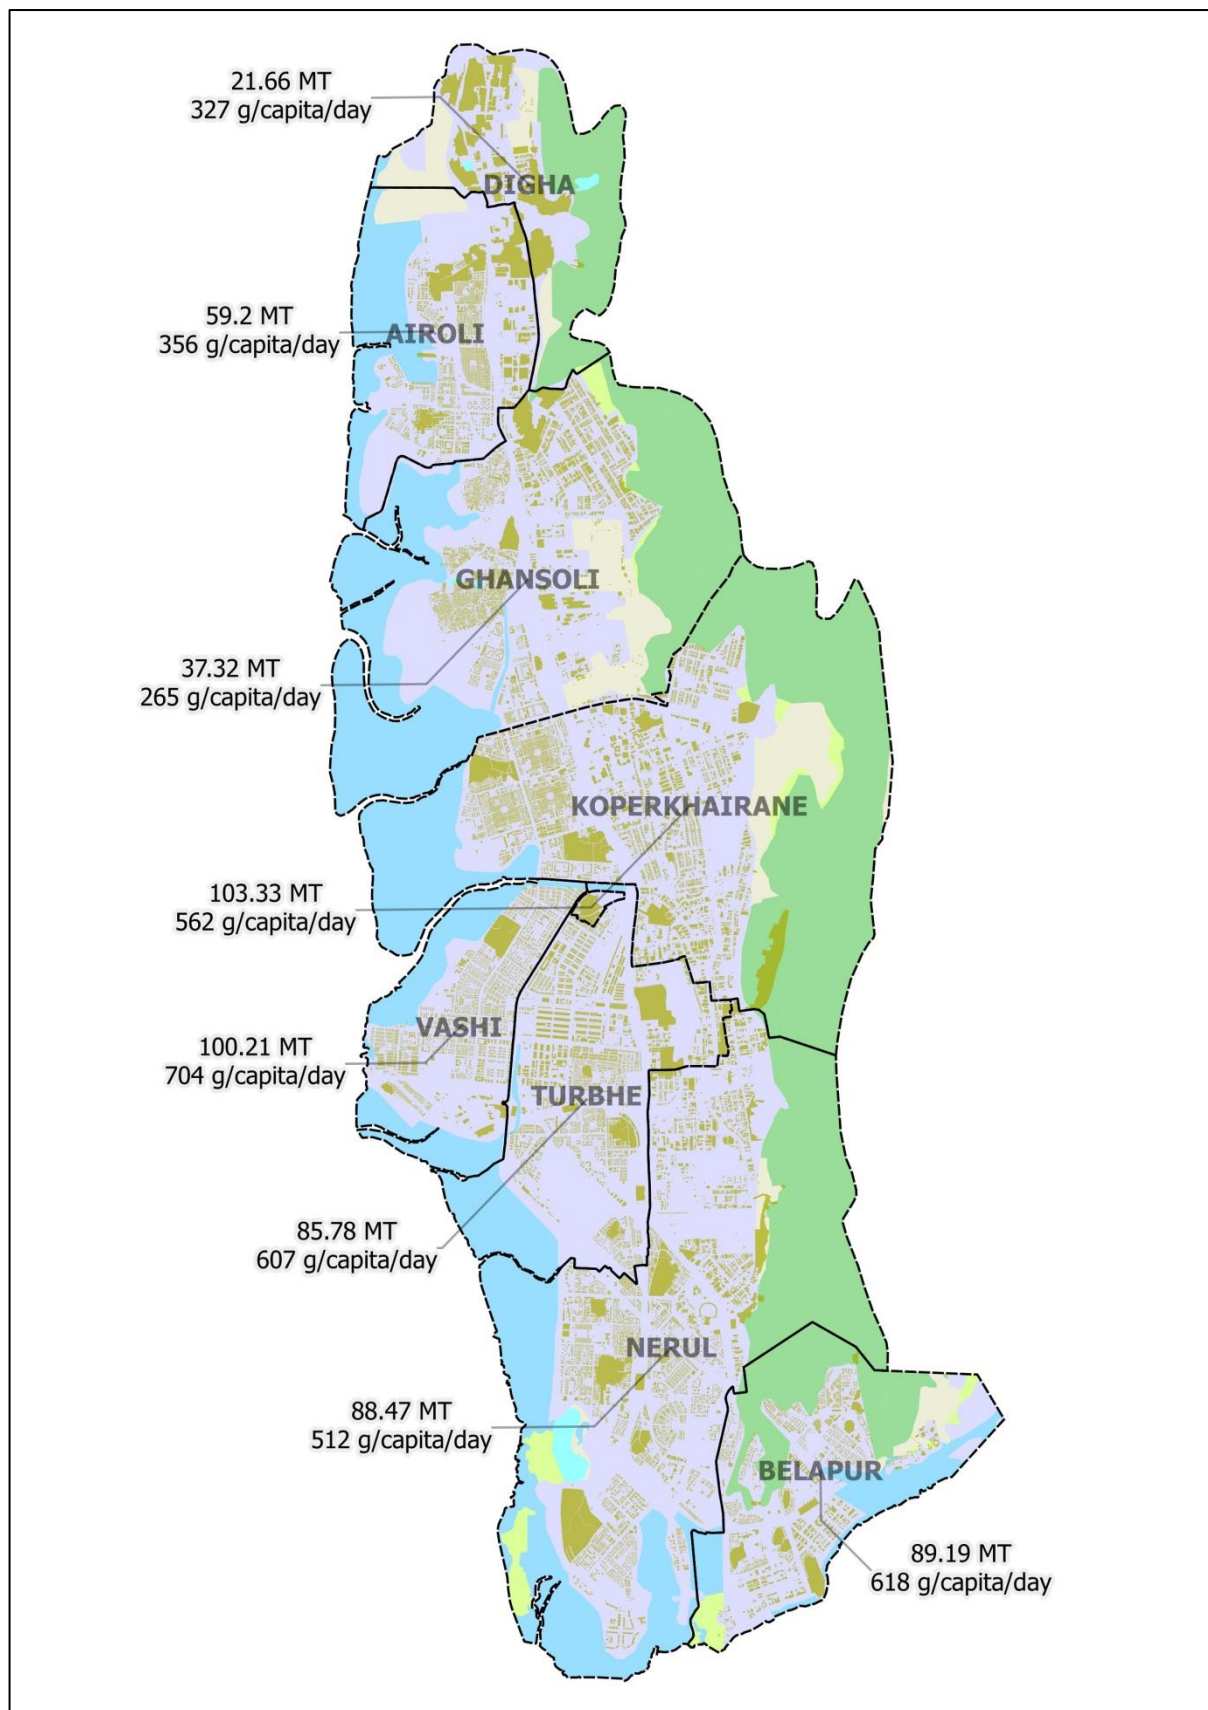 21.66 MT
327 g/capita/day
DIGHA
59.2 MT
356 g/capita/day
AIROLI
GHANSOLI
37.32 MT
265 g/capita/day
KOPERKHAIRANE
103.33 MT
562 g/capita/day
VASHI
100.21 MT
704 g/capita/day
TURBHE
85.78 MT
607 g/capita/day
NERUL
88.47 MT
512 g/capita/day
BELAPUR
89.19 MT
618 g/capita/day